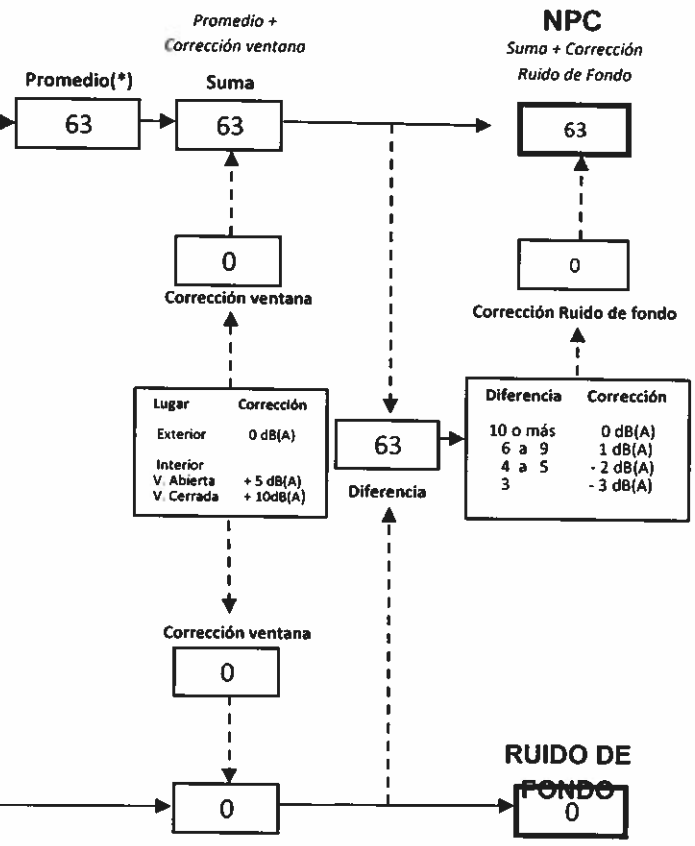 Promedio +
Corrección ventana
NPC
Suma + Corrección
Ruido de Fondo
Promedio(*)
Suma
63
63
63
0
Corrección ventana
0
Corrección Ruido de fondo
Lugar Corrección
Exterior 0 dB(A)
Interior
V. Abierta + 5 dB(A)
V. Cerrada + 10dB(A)
63
Diferencia
Diferencia Corrección
10 o más 0 dB(A)
6 a 9 1 dB(A)
4 a 5 - 2 dB(A)
3 - 3 dB(A)
Corrección ventana
0
0
RUIDO DE
FONDO
0